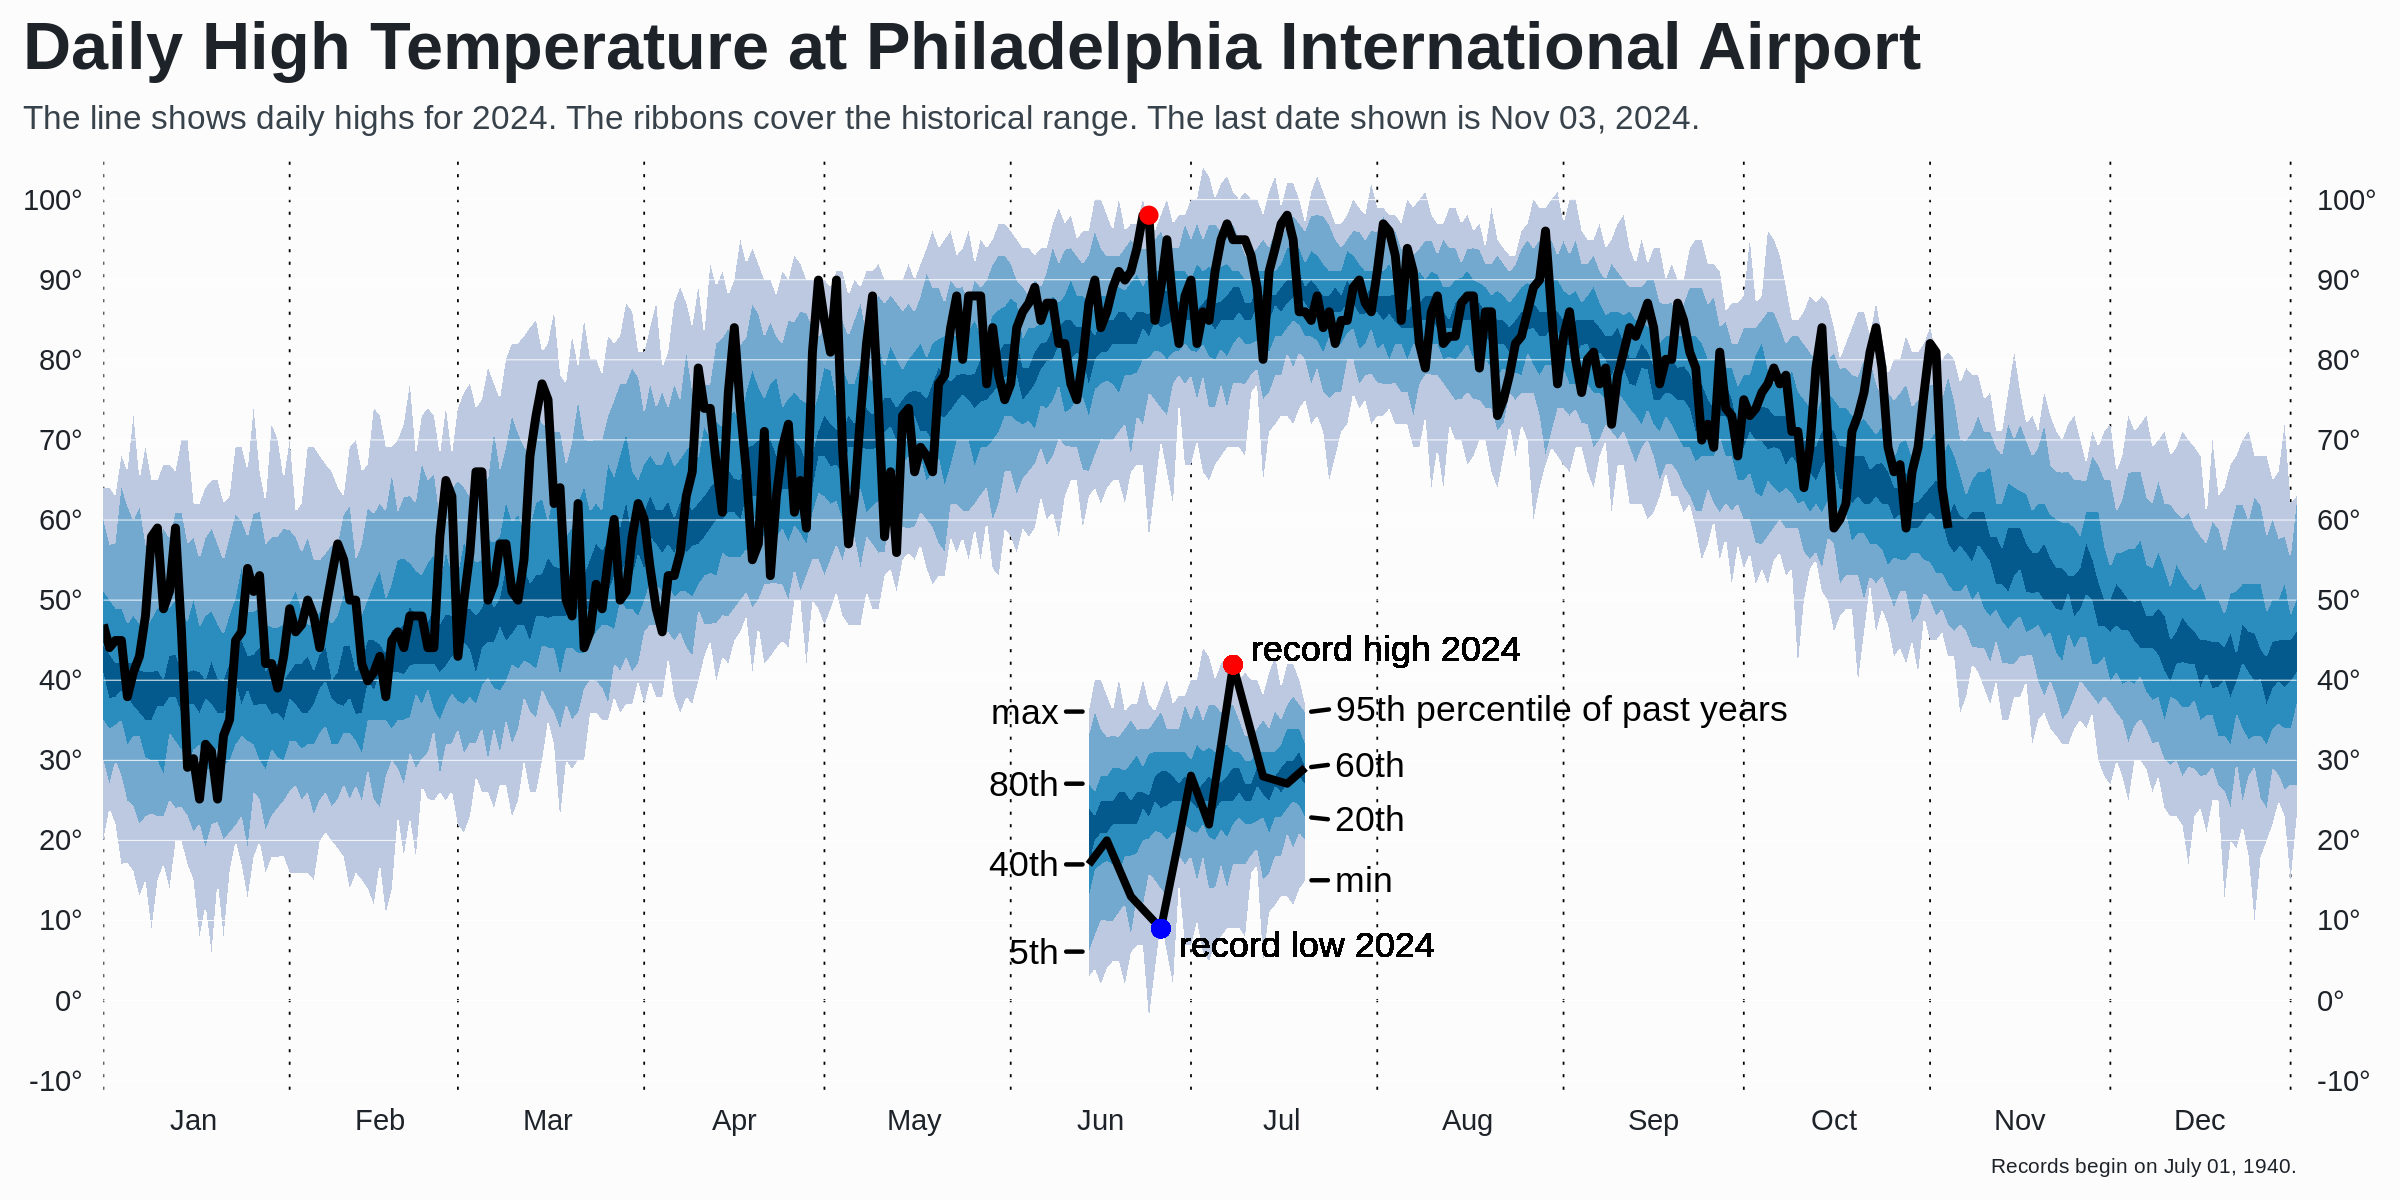 Daily High Temperature at Philadelphia International Airport
The line shows daily highs for 2024. The ribbons cover the historical range. The last date shown is Nov 03, 2024.
100° 100°
90° 90°
80° 80°
70° 70°
60° 60°
50° 50°
40° 40°
30° 30°
20° 20°
10° 10°
0° 0°
-10° -10°
record high 2024
max 95th percentile of past years
80th 60th
20th
40th min
5th record low 2024
Jan Feb Mar Apr May Jun Jul Aug Sep Oct Nov Dec
Records begin on July 01, 1940.